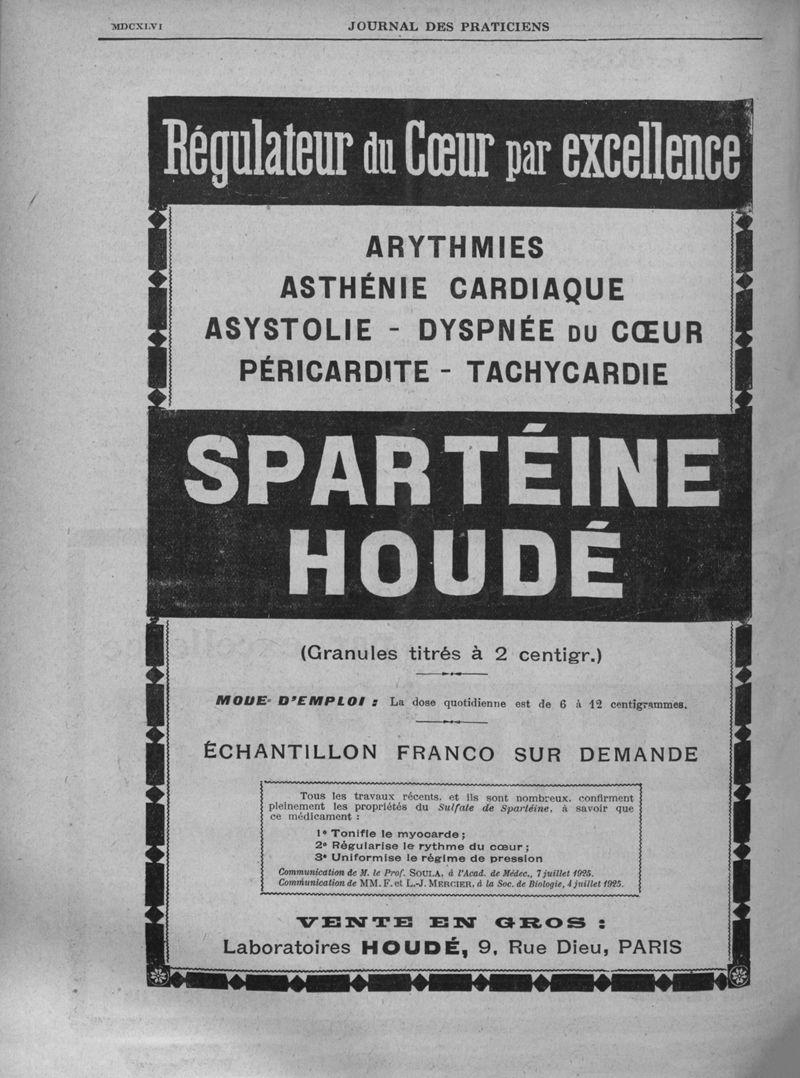 MDCXLVI
JOURNAL DES PRATICIENS
Régulateur du Cœur par excellence
ARYTHMIES
ASTHÉNIE CARDIAQUE
ASYSTOLIE - DYSPNÉE DU CŒUR
PÉRICARDITE - TACHYCARDIE
SPARTÉINE
HOUDÉ
(Granules titrés à 2 centigr.)
MODE D'EMPLOI : La dose quotidienne est de 6 à 12 centigrammes.
ÉCHANTILLON FRANCO SUR DEMANDE
Tous les travaux récents, et ils sont nombreux, confirment
pleinement les propriétés du Sulfate de Spartéine, à savoir que
ce médicament :
1° Tonifie le myocarde ;
2° Régularise le rythme du cœur ;
3° Uniformise le régime de pression
Communication de M. le Prof. SOULA, à l'Acad. de Médec., 7 juillet 1925.
Communication de MM. F. et L.-J. MERCIER, à la Soc. de Biologie, 4 juillet 1925.
VENTE EN GROS :
Laboratoires HOUDÉ, 9, Rue Dieu, PARIS